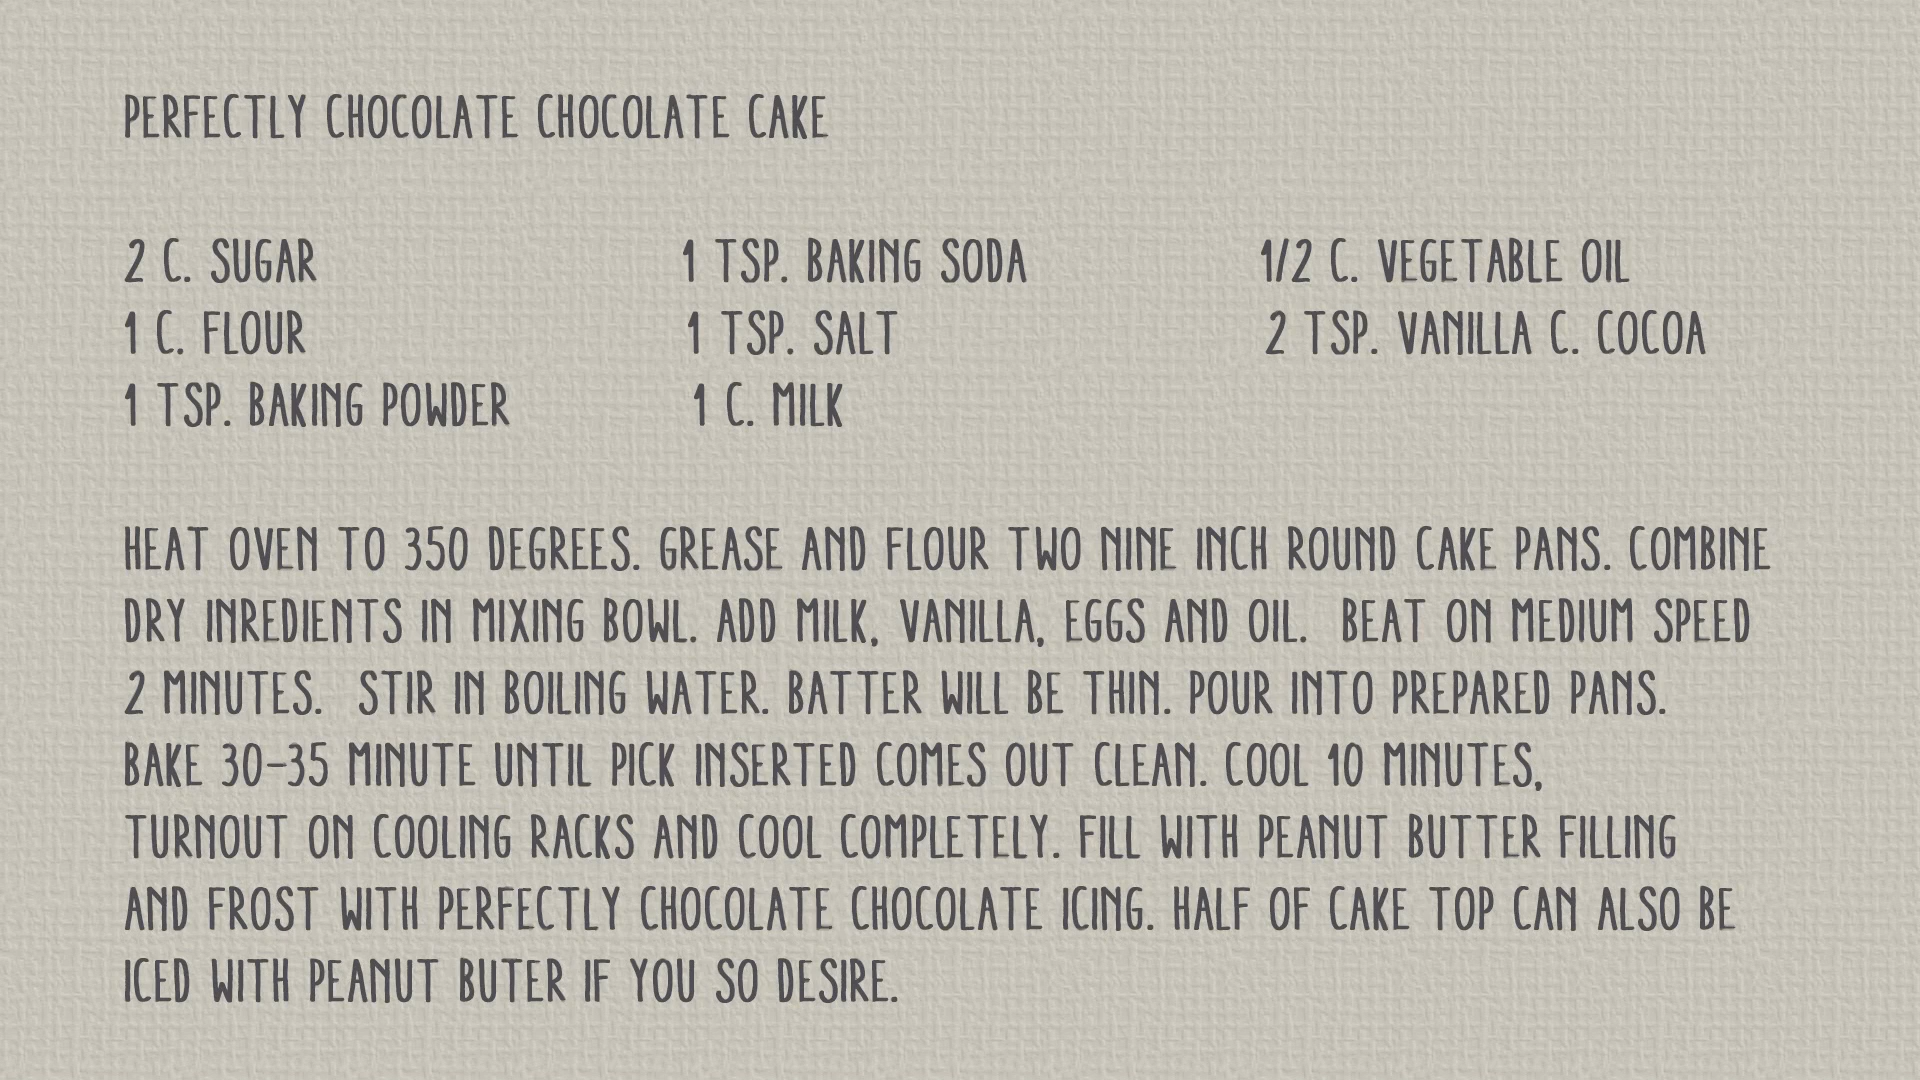 PERFECTLY CHOCOLATE CHOCOLATE CAKE
2 C. SUGAR 1 TSP. BAKING SODA 1/2 C. VEGETABLE OIL
1 C. FLOUR 1 TSP. SALT 2 TSP. VANILLA C. COCOA
1 TSP. BAKING POWDER 1 C. MILK
HEAT OVEN TO 350 DEGREES. GREASE AND FLOUR TWO NINE INCH ROUND CAKE PANS. COMBINE
DRY INREDIENTS IN MIXING BOWL. ADD MILK, VANILLA, EGGS AND OIL. BEAT ON MEDIUM SPEED
2 MINUTES. STIR IN BOILING WATER. BATTER WILL BE THIN. POUR INTO PREPARED PANS.
BAKE 30-35 MINUTE UNTIL PICK INSERTED COMES OUT CLEAN. COOL 10 MINUTES,
TURNOUT ON COOLING RACKS AND COOL COMPLETELY. FILL WITH PEANUT BUTTER FILLING
AND FROST WITH PERFECTLY CHOCOLATE CHOCOLATE ICING. HALF OF CAKE TOP CAN ALSO BE
ICED WITH PEANUT BUTER IF YOU SO DESIRE.